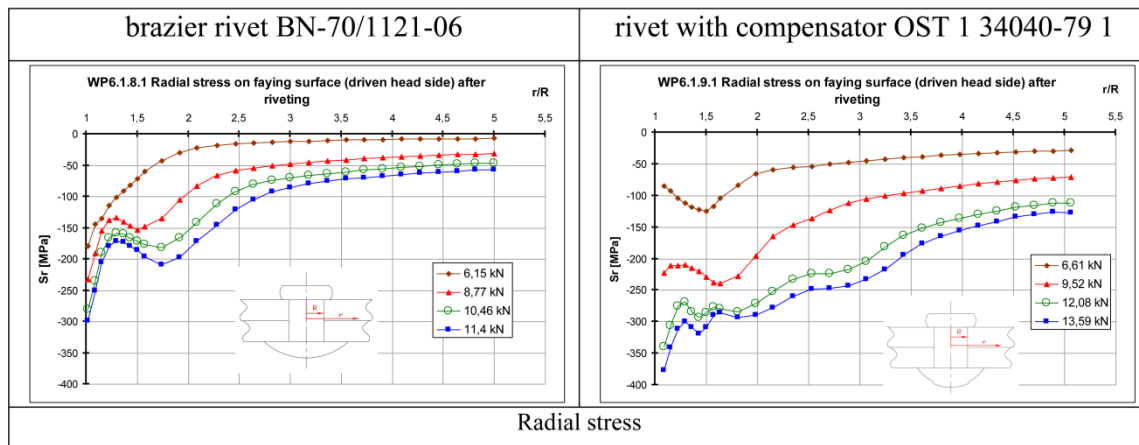 brazier rivet BN-70/1121-06
rivet with compensator OST 1 34040-79 1
WP6.1.8.1 Radial stress on faying surface (driven head side) after
riveting
r/R
1 1,5 2 2,5 3 3,5 4 4,5 5 5,5
0
-50
-100
-150
-200
-250
-300
-350
-400
Sr [MPa]
6,15 kN
8,77 kN
10,46 kN
11,4 kN
R
r
WP6.1.9.1 Radial stress on faying surface (driven head side) after
riveting
r/R
1 1,5 2 2,5 3 3,5 4 4,5 5 5,5
0
-50
-100
-150
-200
-250
-300
-350
-400
Sr [MPa]
6,61 kN
9,52 kN
12,08 kN
13,59 kN
R
r
Radial stress